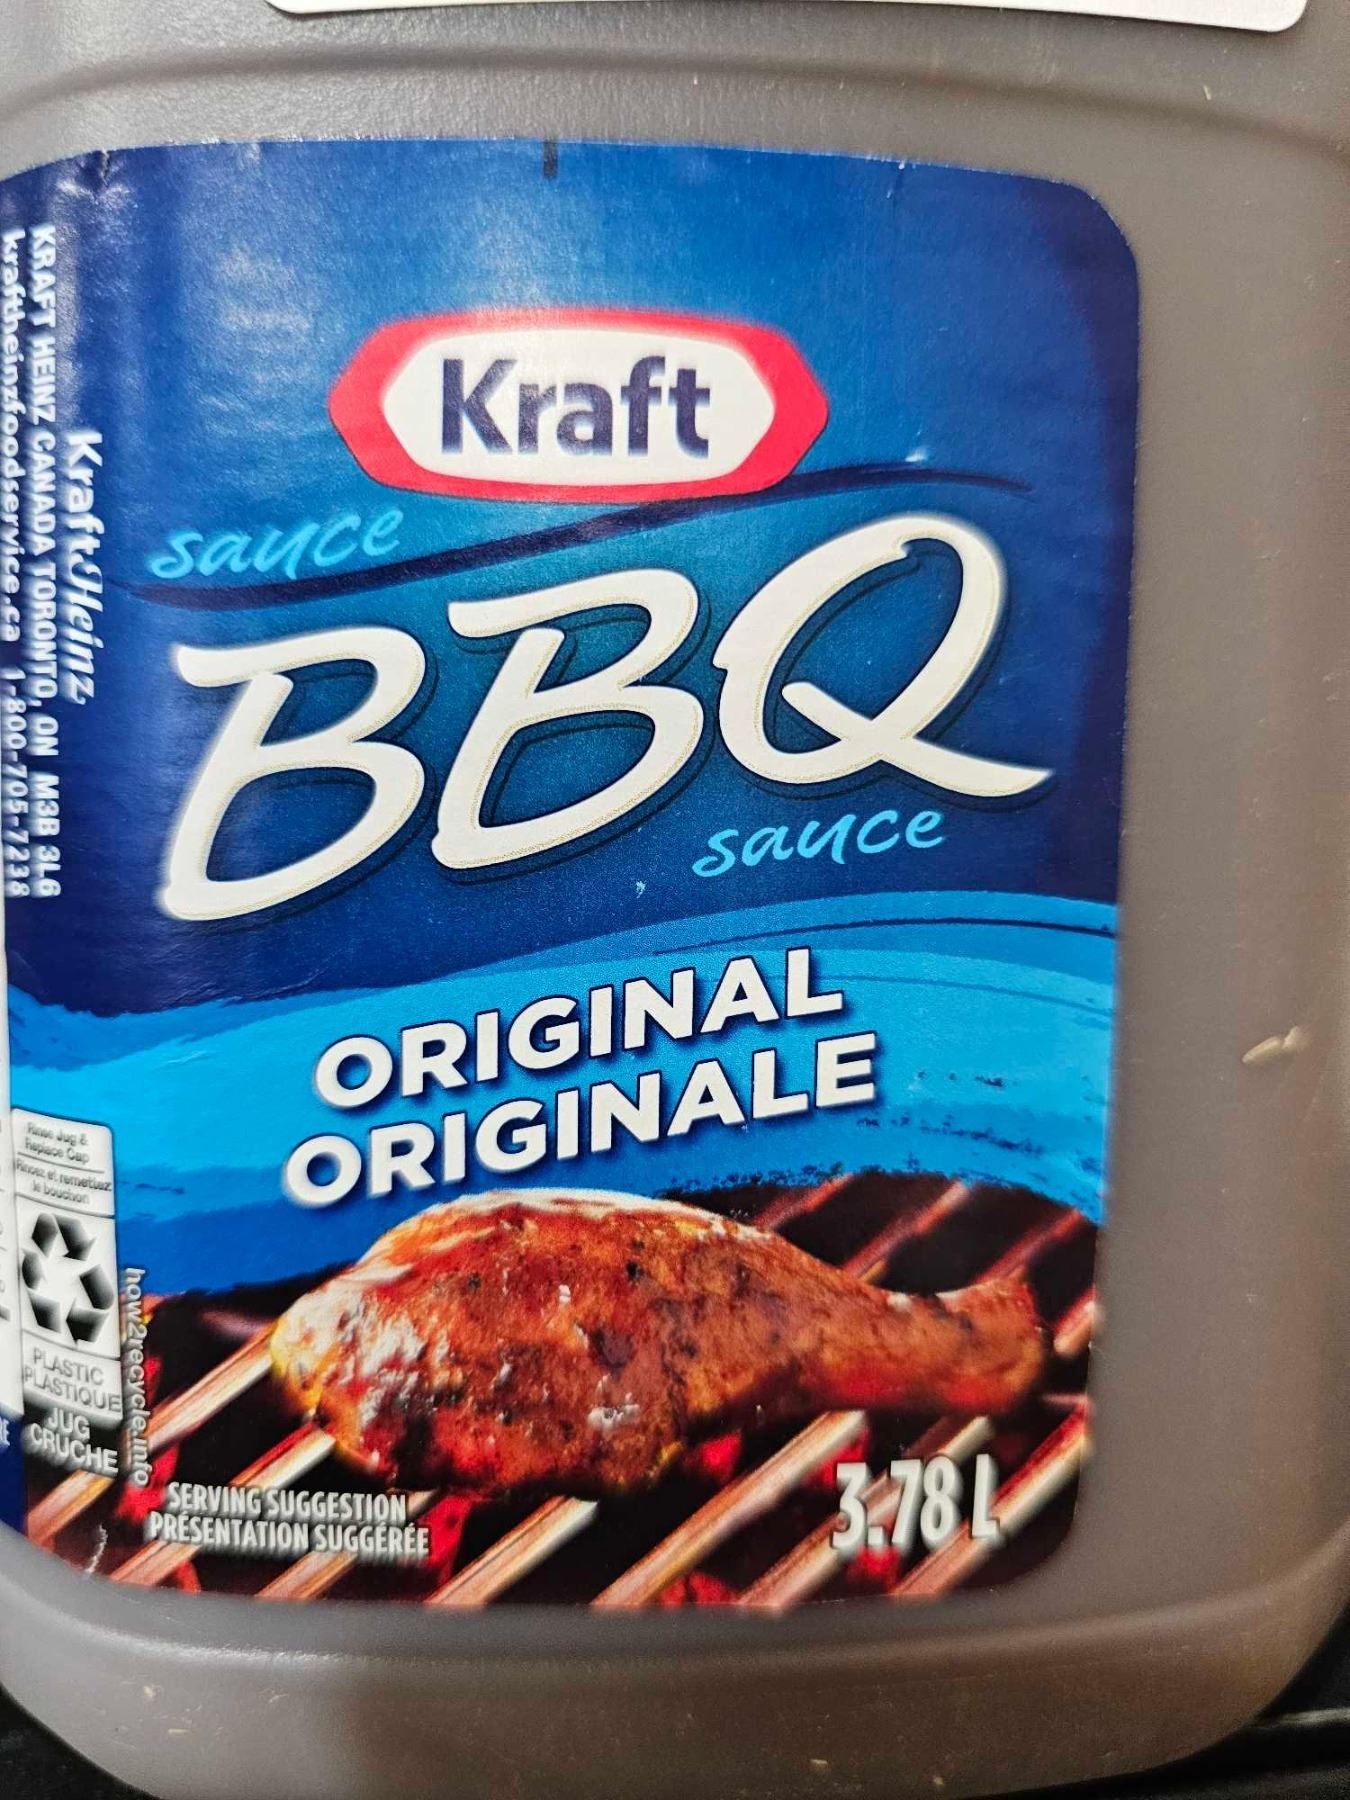 Kraft
sauce
BBQ
sauce
ORIGINAL
ORIGINALE
SERVING SUGGESTION
PRÉSENTATION SUGGÉRÉE
3.78 L
KraftHeinz
KRAFT HEINZ CANADA TORONTO, ON M3B 3L6
kraftheinzfoodservice.ca 1-800-705-7238
Rinse Jug &
Replace Cap
Rincez et remettez
le bouchon
PLASTIC
PLASTIQUE
JUG
CRUCHE
how2recycle.info